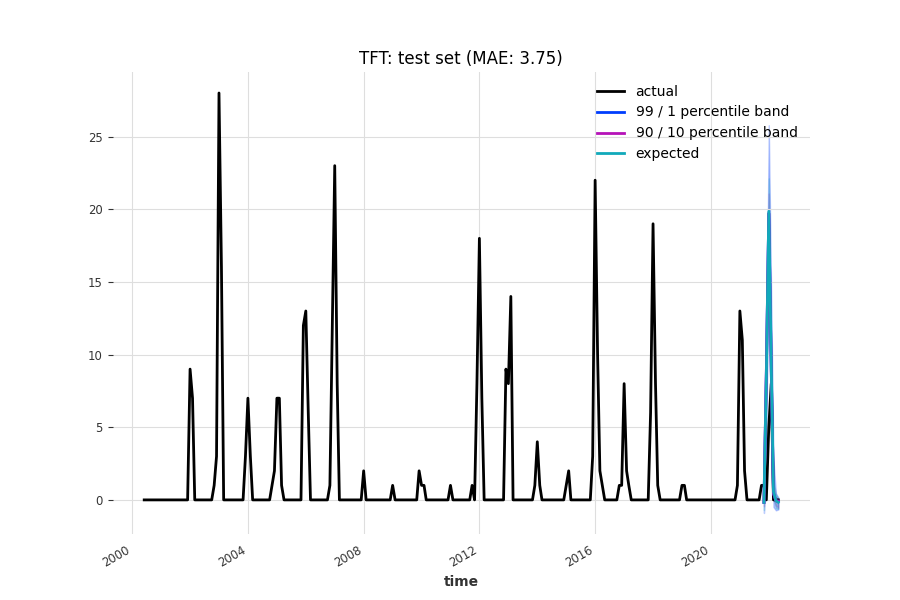 TFT: test set (MAE: 3.75)
actual
99 / 1 percentile band
90 / 10 percentile band
expected
25
20
15
10
5
0
2000
2004
2008
2012
2016
2020
time